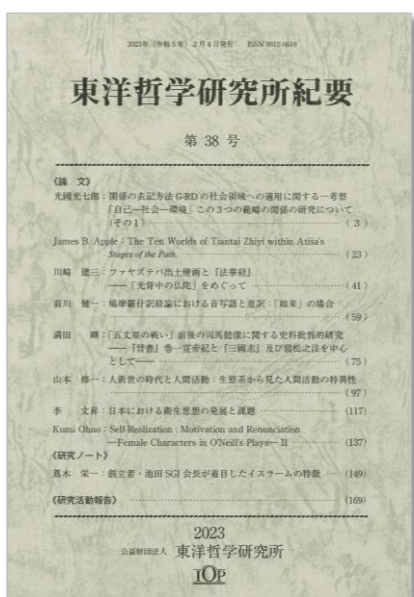 2023年（令和5年）2月4日発行 ISSN 0912-0610
東洋哲学研究所紀要
第 38 号
《論　文》
光國光七郎：関係の表記方法 GRD の社会領域への適用に関する一考察
「自己―社会―環境」この3つの範疇の関係の研究について
（その1） (3)
James B. Apple : The Ten Worlds of Tiantai Zhiyi within Atiśa's
Stages of the Path. (23)
川﨑　建三：ファヤズテパ出土壁画と『法華経』
――「光背中の仏陀」をめぐって (41)
前川　健一：鳩摩羅什訳経論における音写語と意訳：「如来」の場合
(59)
満田　剛：「五丈原の戦い」前後の司馬懿像に関する史料批判的研究
――『晋書』巻一宣帝紀と『三國志』及び裴松之注を中心
として―― (75)
山本　修一：人新世の時代と人間活動：生態系から見た人間活動の特異性
(97)
李　文昇：日本における衛生思想の発展と課題 (117)
Kumi Ohno : Self-Realization : Motivation and Renunciation
―Female Characters in O'Neill's Plays― II (137)
《研究ノート》
蔦木　栄一：創立者・池田 SGI 会長が着目したイスラームの特徴 (149)
《研究活動報告》 (169)
2023
公益財団法人 東洋哲学研究所
IOP